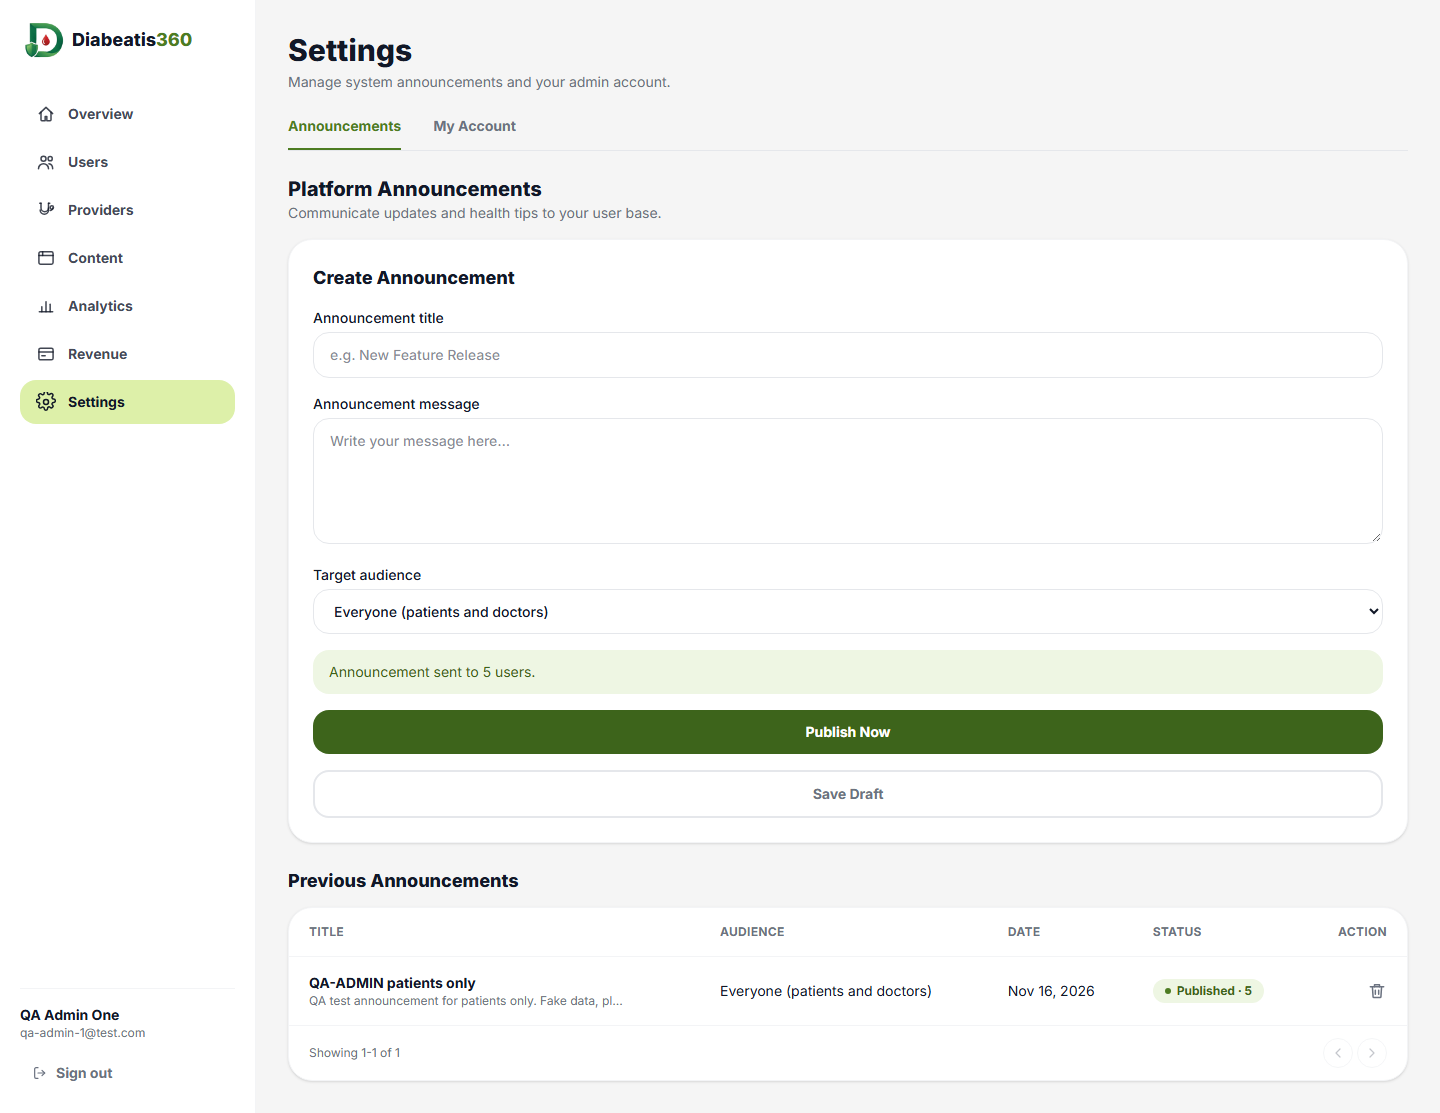 Diabeatis360
Overview
Users
Providers
Content
Analytics
Revenue
Settings
QA Admin One
qa-admin-1@test.com
Sign out
Settings
Manage system announcements and your admin account.
Announcements
My Account
Platform Announcements
Communicate updates and health tips to your user base.
Create Announcement
Announcement title
e.g. New Feature Release
Announcement message
Write your message here...
Target audience
Everyone (patients and doctors)
Announcement sent to 5 users.
Publish Now
Save Draft
Previous Announcements
TITLE AUDIENCE DATE STATUS ACTION
QA-ADMIN patients only
QA test announcement for patients only. Fake data, pl...
Everyone (patients and doctors)
Nov 16, 2026
Published · 5
Showing 1-1 of 1